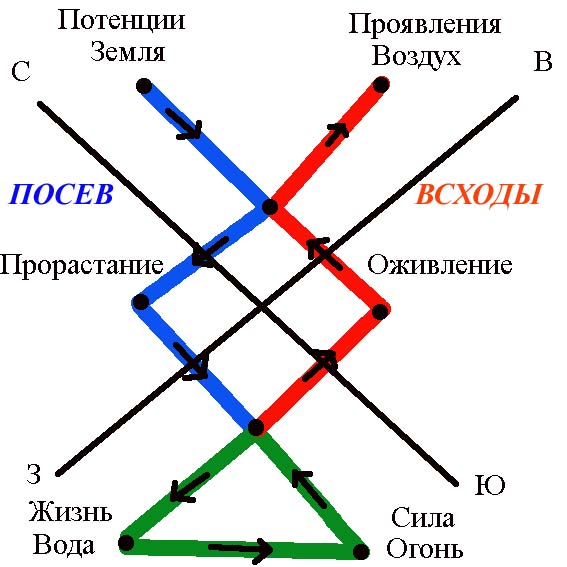 Потенции
Земля
Проявления
Воздух
С
В
ПОСЕВ
ВСХОДЫ
Прорастание
Оживление
З
Ю
Жизнь
Вода
Сила
Огонь